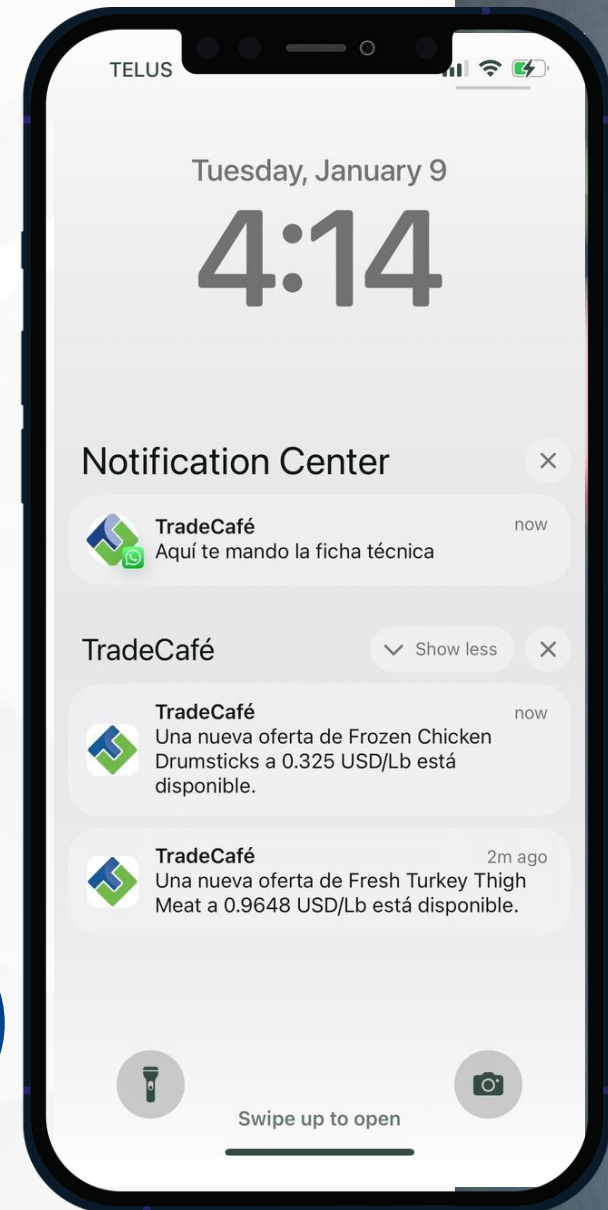 TELUS
Tuesday, January 9
4:14
Notification Center
TradeCafé
now
Aquí te mando la ficha técnica
TradeCafé
Show less
TradeCafé
now
Una nueva oferta de Frozen Chicken
Drumsticks a 0.325 USD/Lb está
disponible.
TradeCafé
2m ago
Una nueva oferta de Fresh Turkey Thigh
Meat a 0.9648 USD/Lb está disponible.
Swipe up to open